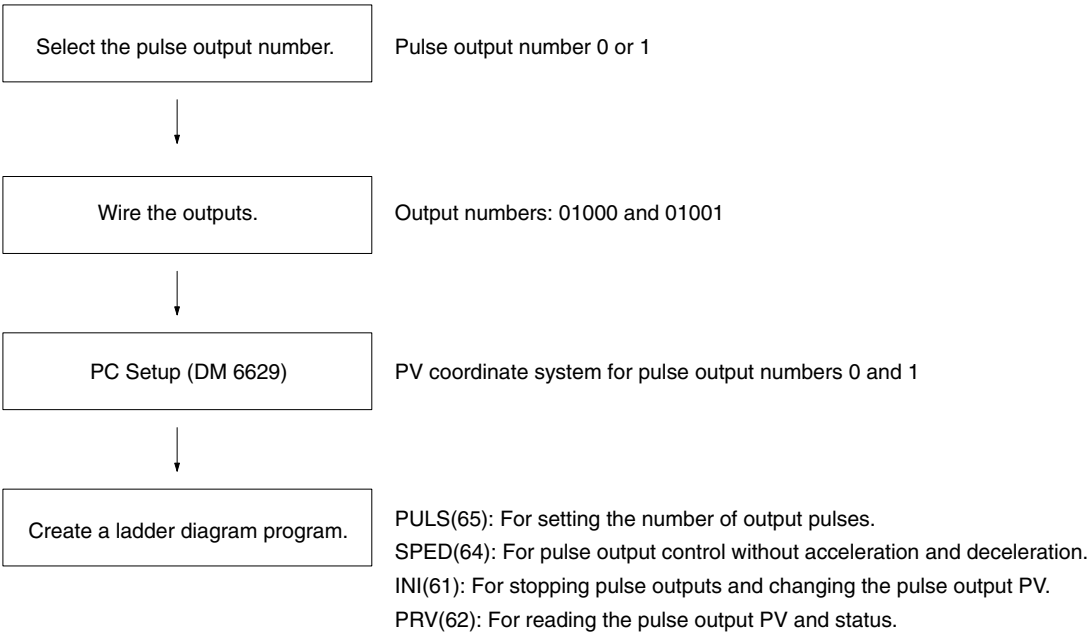 Select the pulse output number.
Pulse output number 0 or 1
Wire the outputs.
Output numbers: 01000 and 01001
PC Setup (DM 6629)
PV coordinate system for pulse output numbers 0 and 1
Create a ladder diagram program.
PULS(65): For setting the number of output pulses.
SPED(64): For pulse output control without acceleration and deceleration.
INI(61): For stopping pulse outputs and changing the pulse output PV.
PRV(62): For reading the pulse output PV and status.